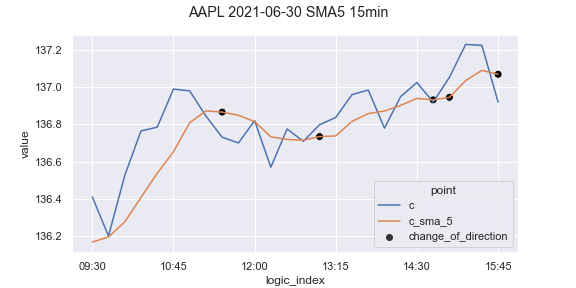 AAPL 2021-06-30 SMA5 15min
137.2
137.0
136.8
136.6
136.4
136.2
value
09:30 10:45 12:00 13:15 14:30 15:45
logic_index
point
c
c_sma_5
change_of_direction